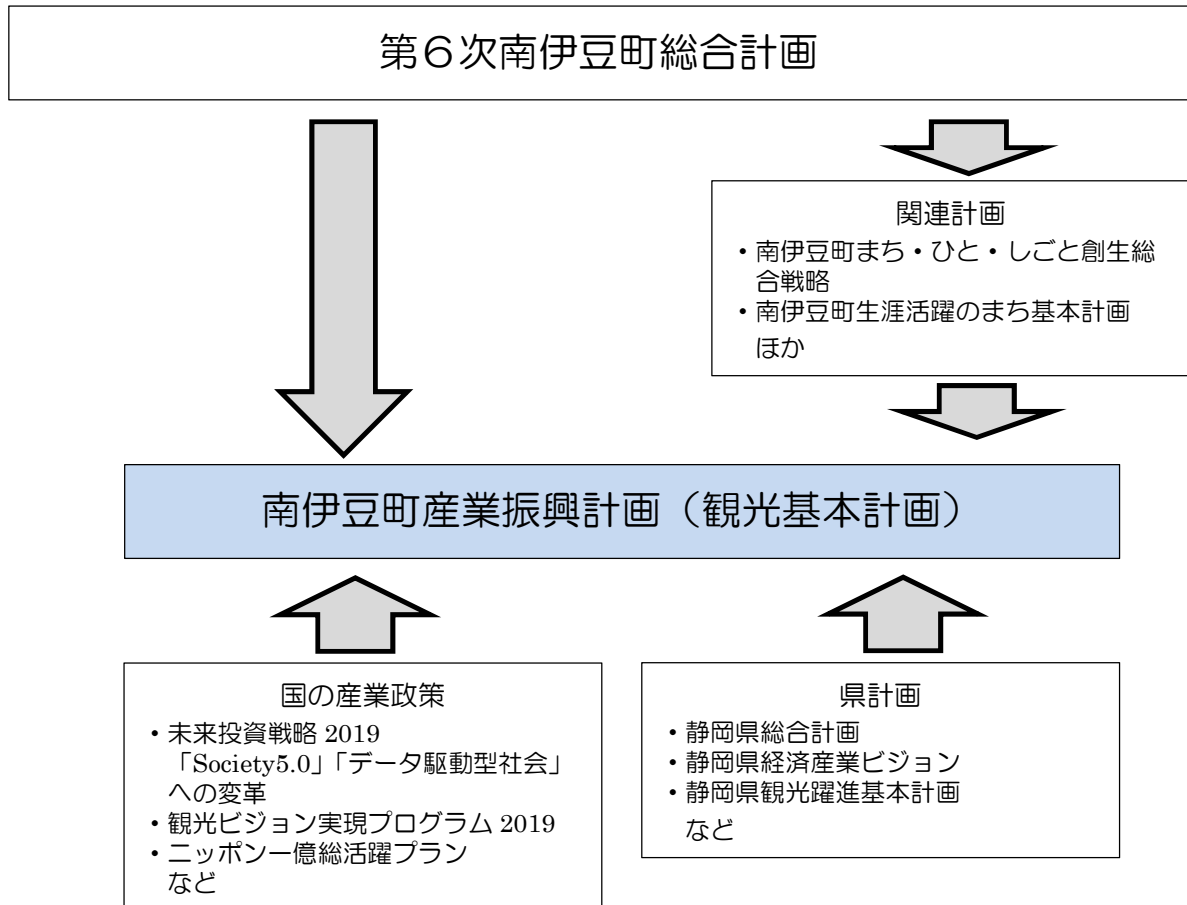 第6次南伊豆町総合計画
関連計画
・南伊豆町まち・ひと・しごと創生総
合戦略
・南伊豆町生涯活躍のまち基本計画
ほか
南伊豆町産業振興計画（観光基本計画）
国の産業政策
・未来投資戦略 2019
「Society5.0」「データ駆動型社会」
への変革
・観光ビジョン実現プログラム 2019
・ニッポン一億総活躍プラン
など
県計画
・静岡県総合計画
・静岡県経済産業ビジョン
・静岡県観光躍進基本計画
など